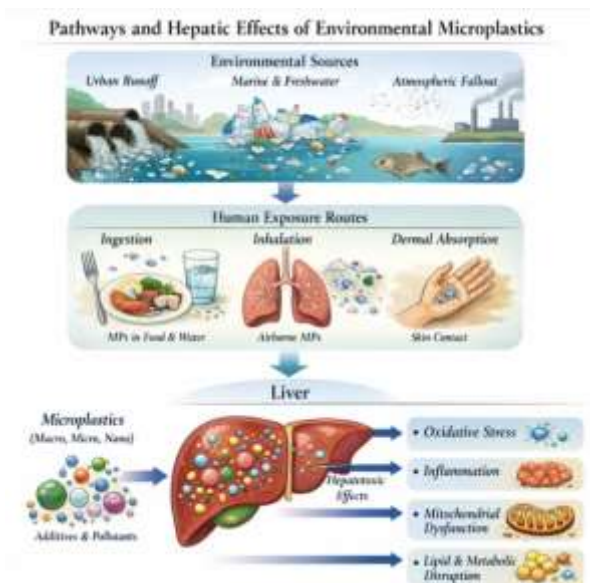 Pathways and Hepatic Effects of Environmental Microplastics
Environmental Sources
Urban Runoff
Marine & Freshwater
Atmospheric Fallout
Human Exposure Routes
Ingestion
Inhalation
Dermal Absorption
MPs in Food & Water
Airborne MPs
Skin Contact
Liver
Microplastics
(Macro, Micro, Nano)
Additives & Pollutants
Hepatotoxic
Effects
• Oxidative Stress
• Inflammation
• Mitochondrial
Dysfunction
• Lipid & Metabolic
Disruption